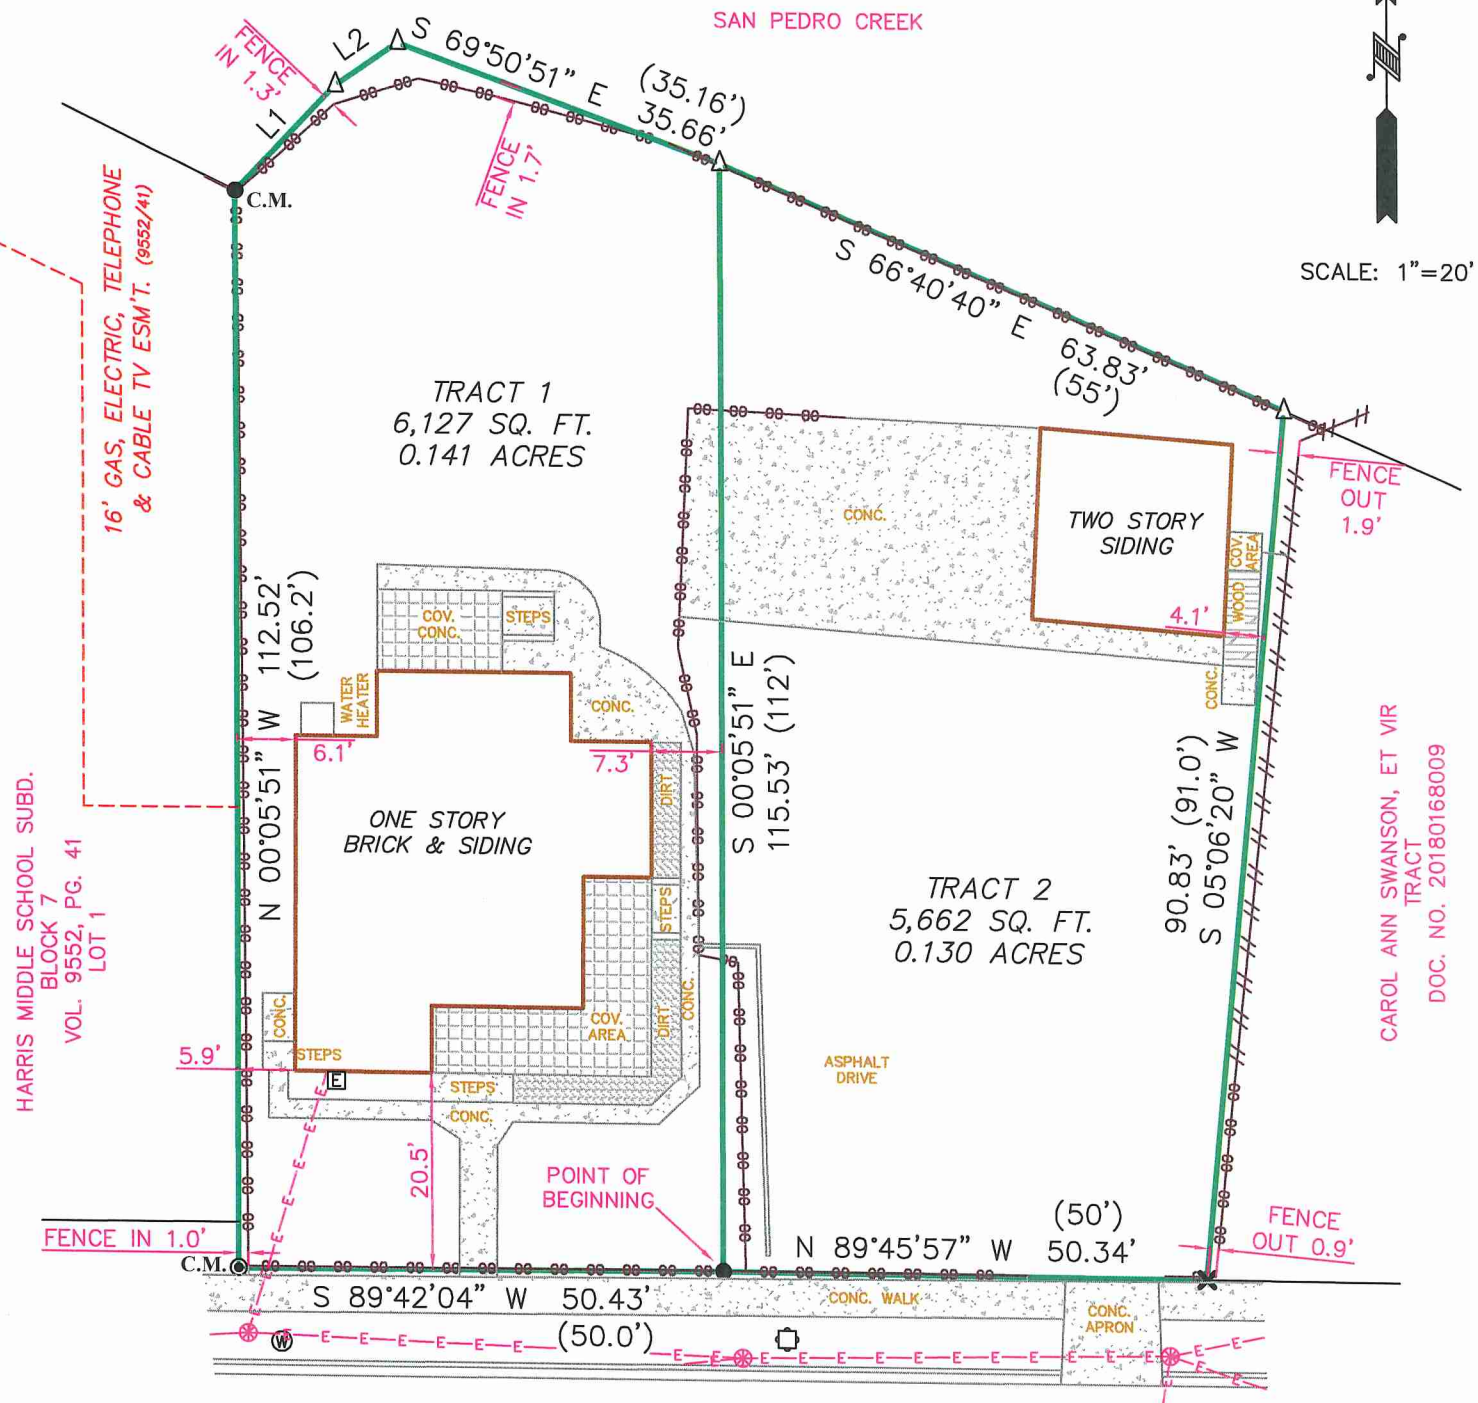 SAN PEDRO CREEK
SCALE: 1"=20'
FENCE
IN 1.3'
L1
L2
S 69°50'51" E
(35.16')
35.66'
FENCE
IN 1.7'
C.M.
16' GAS, ELECTRIC, TELEPHONE
& CABLE TV ESM'T. (9552/41)
S 66°40'40" E
63.83'
(55')
TRACT 1
6,127 SQ. FT.
0.141 ACRES
CONC.
TWO STORY
SIDING
COV.
AREA
WOOD
4.1'
CONC.
FENCE
OUT
1.9'
N 00°05'51" W
112.52'
(106.2')
COV.
CONC.
STEPS
WATER
HEATER
CONC.
6.1'
7.3'
DIRT
S 00°05'51" E
115.53' (112')
ONE STORY
BRICK & SIDING
STEPS
DIRT
CONC.
COV.
AREA
CONC.
STEPS
5.9'
E
STEPS
CONC.
20.5'
TRACT 2
5,662 SQ. FT.
0.130 ACRES
90.83' (91.0')
S 05°06'20" W
CAROL ANN SWANSON, ET VIR
TRACT
DOC. NO. 20180168009
HARRIS MIDDLE SCHOOL SUBD.
BLOCK 7
VOL. 9552, PG. 41
LOT 1
ASPHALT
DRIVE
POINT OF
BEGINNING
FENCE IN 1.0'
C.M.
N 89°45'57" W
(50')
50.34'
FENCE
OUT 0.9'
S 89°42'04" W 50.43'
(50.0')
CONC. WALK
CONC.
APRON
W
E E E E E E
E E E E E E E E E E E E E E E E E E E E E